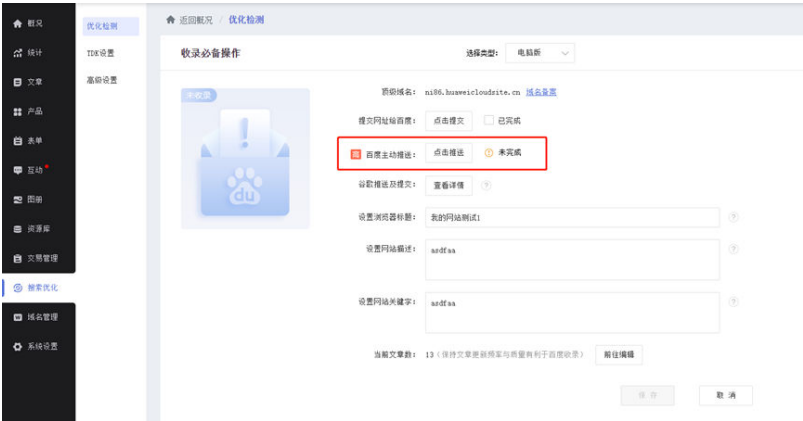 概况
统计
文章
产品
表单
互动
图册
资源库
交易管理
搜索优化
域名管理
系统设置
优化检测
TDK设置
高级设置
返回概况 / 优化检测
收录必备操作
选择类型： 电脑版
未收录
du
顶级域名： ni86.huaweicloudsite.cn 域名备案
提交网址给百度： 点击提交 已完成
百度主动推送： 点击推送 未完成
谷歌推送及提交： 查看详情 ?
设置浏览器标题： 我的网站测试1 ?
设置网站描述： asdfaa ?
设置网站关键字： asdfaa ?
当前文章数： 13（保持文章更新频率与质量有利于百度收录） 前往编辑
保 存 取 消